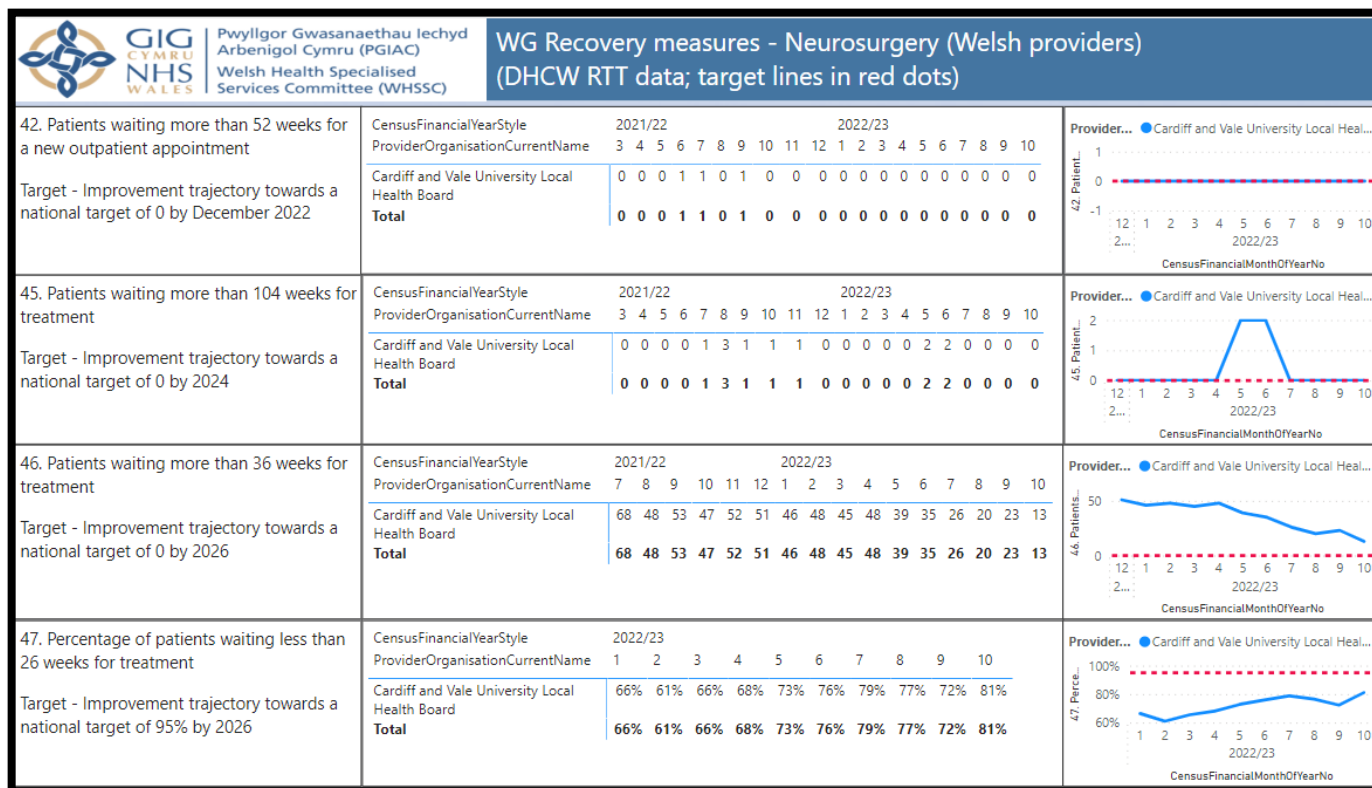 GIG
CYMRU
NHS
WALES
Pwyllgor Gwasanaethau Iechyd
Arbenigol Cymru (PGIAC)
Welsh Health Specialised
Services Committee (WHSSC)
WG Recovery measures - Neurosurgery (Welsh providers)
(DHCW RTT data; target lines in red dots)
42. Patients waiting more than 52 weeks for
a new outpatient appointment
Target - Improvement trajectory towards a
national target of 0 by December 2022
CensusFinancialYearStyle 2021/22 2022/23
ProviderOrganisationCurrentName 3 4 5 6 7 8 9 10 11 12 1 2 3 4 5 6 7 8 9 10
Cardiff and Vale University Local 0 0 0 1 1 0 1 0 0 0 0 0 0 0 0 0 0 0 0 0
Health Board
Total 0 0 0 1 1 0 1 0 0 0 0 0 0 0 0 0 0 0 0 0
Provider... Cardiff and Vale University Local Heal...
42. Patient...
1
0
-1
12 1 2 3 4 5 6 7 8 9 10
2... 2022/23
CensusFinancialMonthOfYearNo
45. Patients waiting more than 104 weeks for
treatment
Target - Improvement trajectory towards a
national target of 0 by 2024
CensusFinancialYearStyle 2021/22 2022/23
ProviderOrganisationCurrentName 3 4 5 6 7 8 9 10 11 12 1 2 3 4 5 6 7 8 9 10
Cardiff and Vale University Local 0 0 0 0 1 3 1 1 1 0 0 0 0 0 2 2 0 0 0 0
Health Board
Total 0 0 0 0 1 3 1 1 1 0 0 0 0 0 2 2 0 0 0 0
Provider... Cardiff and Vale University Local Heal...
45. Patient...
2
1
0
12 1 2 3 4 5 6 7 8 9 10
2... 2022/23
CensusFinancialMonthOfYearNo
46. Patients waiting more than 36 weeks for
treatment
Target - Improvement trajectory towards a
national target of 0 by 2026
CensusFinancialYearStyle 2021/22 2022/23
ProviderOrganisationCurrentName 7 8 9 10 11 12 1 2 3 4 5 6 7 8 9 10
Cardiff and Vale University Local 68 48 53 47 52 51 46 48 45 48 39 35 26 20 23 13
Health Board
Total 68 48 53 47 52 51 46 48 45 48 39 35 26 20 23 13
Provider... Cardiff and Vale University Local Heal...
46. Patients...
50
0
12 1 2 3 4 5 6 7 8 9 10
2... 2022/23
CensusFinancialMonthOfYearNo
47. Percentage of patients waiting less than
26 weeks for treatment
Target - Improvement trajectory towards a
national target of 95% by 2026
CensusFinancialYearStyle 2022/23
ProviderOrganisationCurrentName 1 2 3 4 5 6 7 8 9 10
Cardiff and Vale University Local 66% 61% 66% 68% 73% 76% 79% 77% 72% 81%
Health Board
Total 66% 61% 66% 68% 73% 76% 79% 77% 72% 81%
Provider... Cardiff and Vale University Local Heal...
47. Perce...
100%
80%
60%
1 2 3 4 5 6 7 8 9 10
2022/23
CensusFinancialMonthOfYearNo